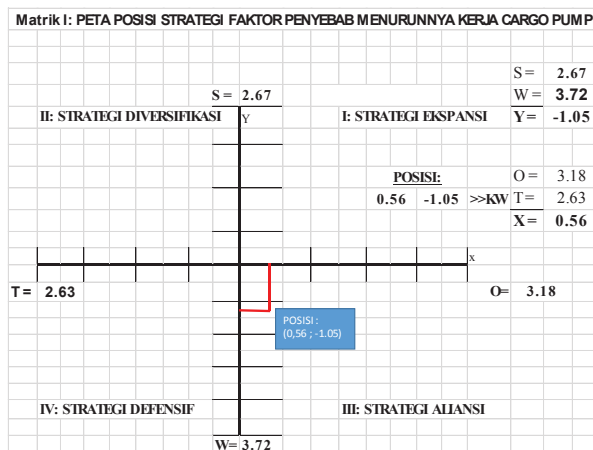 Matrik I: PETA POSISI STRATEGI FAKTOR PENYEBAB MENURUNNYA KERJA CARGO PUMP
S = 2.67
S = 2.67
W = 3.72
II: STRATEGI DIVERSIFIKASI
Y
I: STRATEGI EKSPANSI
Y = -1.05
POSISI:
O = 3.18
0.56 -1.05 >>KW
T = 2.63
X = 0.56
x
T = 2.63
O= 3.18
POSISI :
(0,56 ; -1.05)
IV: STRATEGI DEFENSIF
III: STRATEGI ALIANSI
W= 3.72